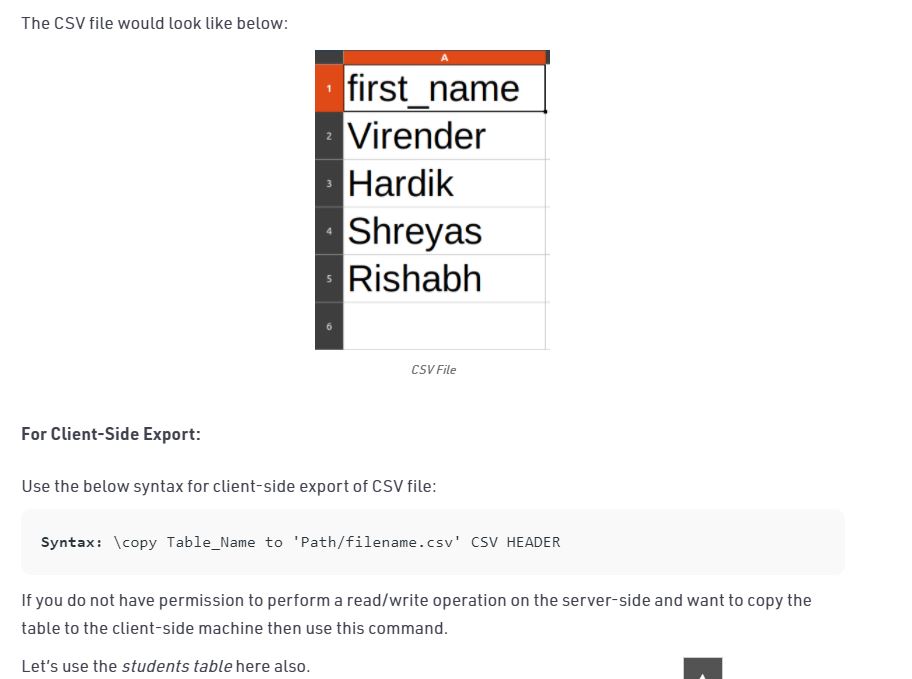 The CSV file would look like below:
A
1 first_name
2 Virender
3 Hardik
4 Shreyas
5 Rishabh
6
CSV File
For Client-Side Export:
Use the below syntax for client-side export of CSV file:
Syntax: \copy Table_Name to 'Path/filename.csv' CSV HEADER
If you do not have permission to perform a read/write operation on the server-side and want to copy the
table to the client-side machine then use this command.
Let’s use the students table here also.